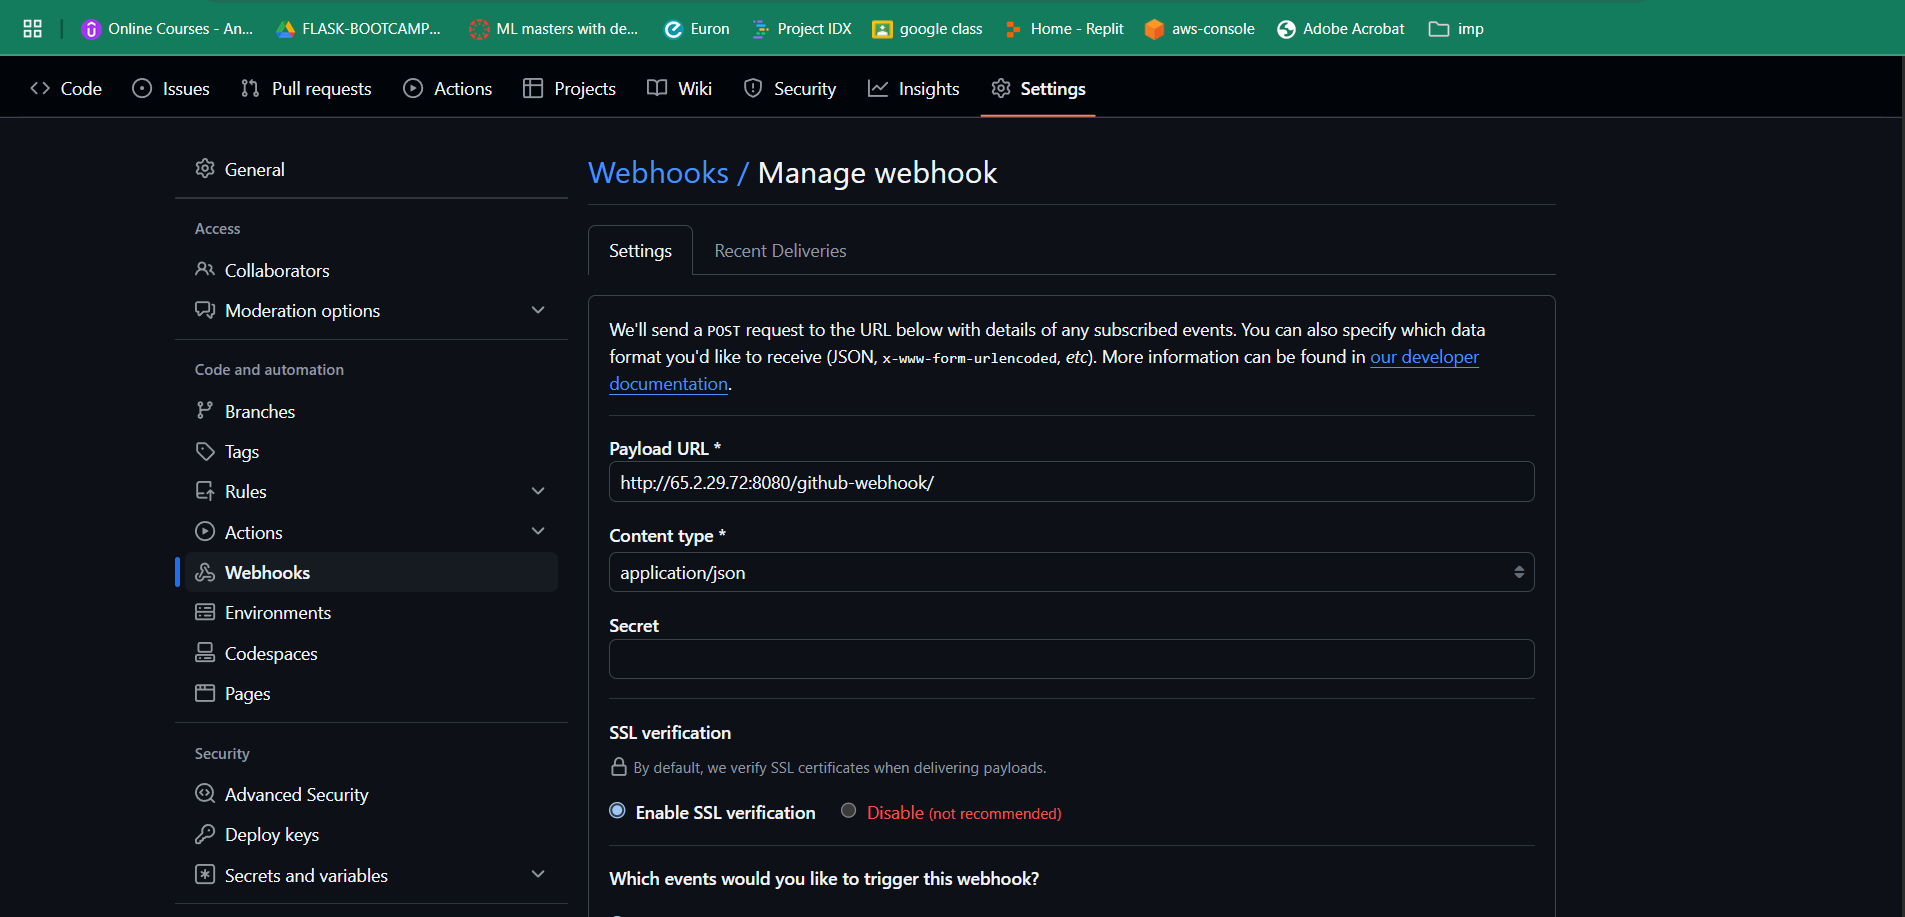 Online Courses - An... FLASK-BOOTCAMP... ML masters with de... Euron Project IDX google class Home - Replit aws-console Adobe Acrobat imp
Code Issues Pull requests Actions Projects Wiki Security Insights Settings
General
Access
Collaborators
Moderation options
Code and automation
Branches
Tags
Rules
Actions
Webhooks
Environments
Codespaces
Pages
Security
Advanced Security
Deploy keys
Secrets and variables
Webhooks / Manage webhook
Settings Recent Deliveries
We'll send a POST request to the URL below with details of any subscribed events. You can also specify which data
format you'd like to receive (JSON, x-www-form-urlencoded, etc). More information can be found in our developer
documentation.
Payload URL *
http://65.2.29.72:8080/github-webhook/
Content type *
application/json
Secret
SSL verification
By default, we verify SSL certificates when delivering payloads.
Enable SSL verification Disable (not recommended)
Which events would you like to trigger this webhook?